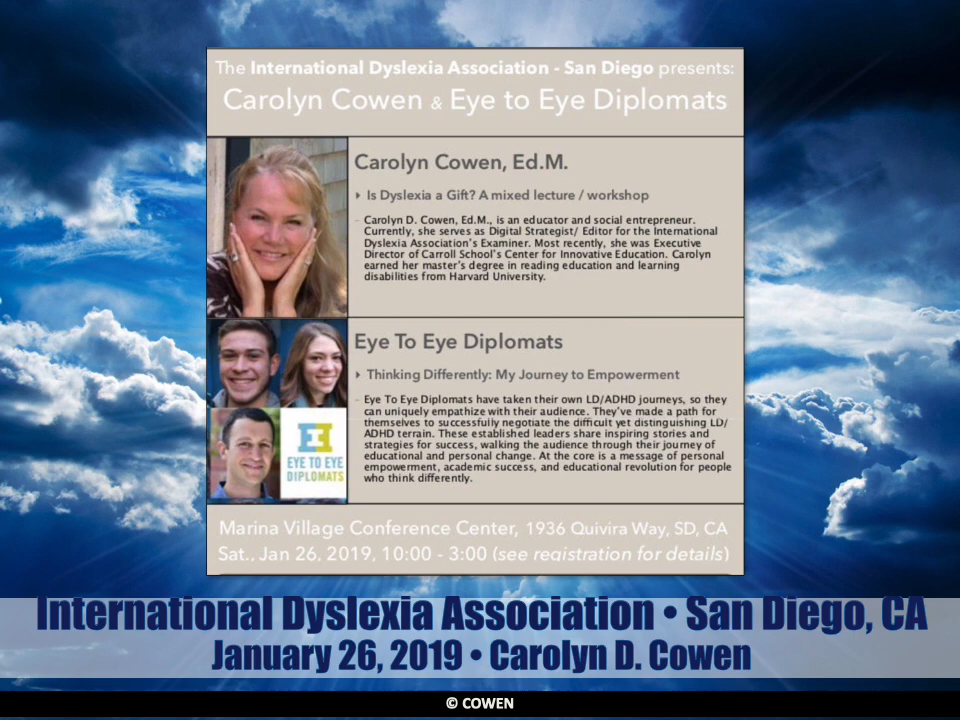 The International Dyslexia Association - San Diego presents:
Carolyn Cowen & Eye to Eye Diplomats
Carolyn Cowen, Ed.M.
‣ Is Dyslexia a Gift? A mixed lecture / workshop
– Carolyn D. Cowen, Ed.M., is an educator and social entrepreneur.
Currently, she serves as Digital Strategist/ Editor for the International
Dyslexia Association's Examiner. Most recently, she was Executive
Director of Carroll School's Center for Innovative Education. Carolyn
earned her master's degree in reading education and learning
disabilities from Harvard University.
Eye To Eye Diplomats
‣ Thinking Differently: My Journey to Empowerment
– Eye To Eye Diplomats have taken their own LD/ADHD journeys, so they
can uniquely empathize with their audience. They've made a path for
themselves to successfully negotiate the difficult yet distinguishing LD/
ADHD terrain. These established leaders share inspiring stories and
strategies for success, walking the audience through their journey of
educational and personal change. At the core is a message of personal
empowerment, academic success, and educational revolution for people
who think differently.
EYE TO EYE
DIPLOMATS
Marina Village Conference Center, 1936 Quivira Way, SD, CA
Sat., Jan 26, 2019, 10:00 - 3:00 (see registration for details)
International Dyslexia Association • San Diego, CA
January 26, 2019 • Carolyn D. Cowen
© COWEN